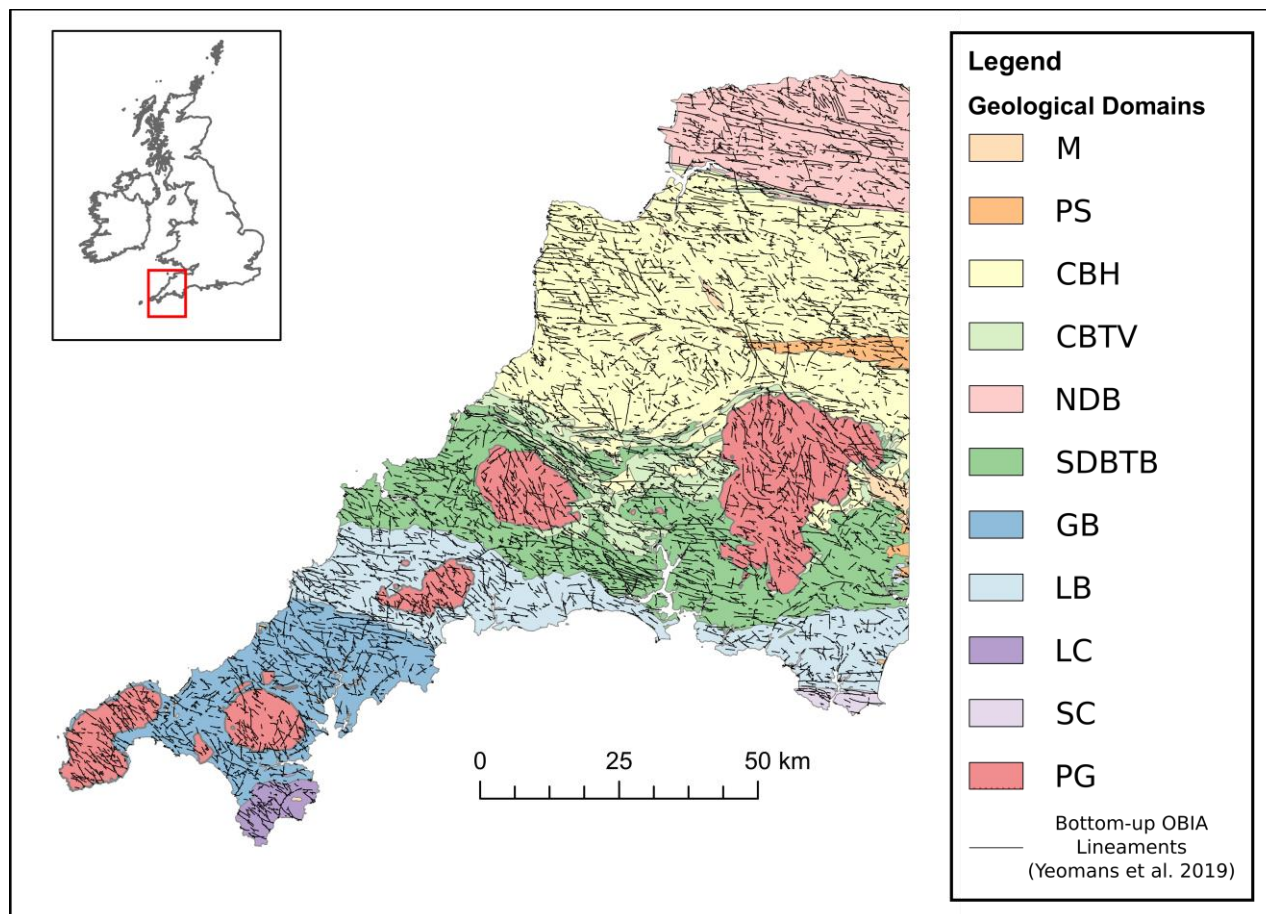 Legend
Geological Domains
M
PS
CBH
CBTV
NDB
SDBTB
GB
LB
LC
SC
PG
Bottom-up OBIA
Lineaments
(Yeomans et al. 2019)
0 25 50 km